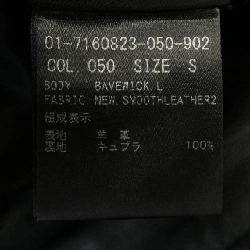 01-7160823-050-902
COL. 050 SIZE S
BODY BAVEWICK.L
FABRIC NEW.SMOOTHLEATHER2
組成表示
表地 羊 革
裏地 キュプラ 100%